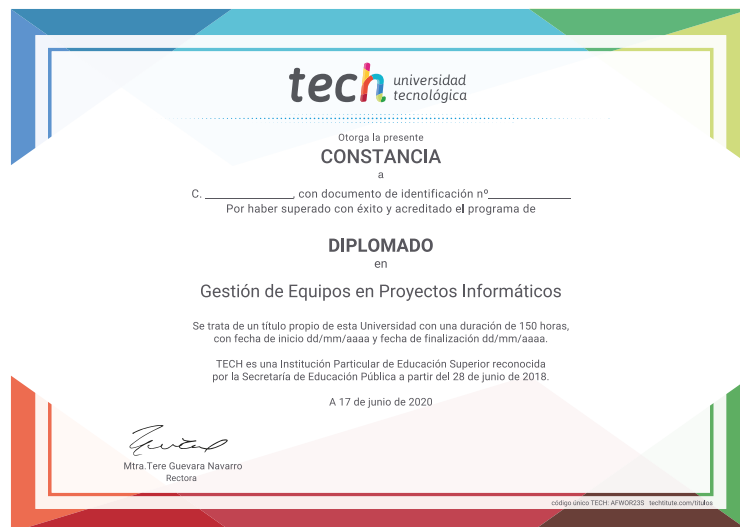 tech universidad
tecnológica
Otorga la presente
CONSTANCIA
a
C. ______________, con documento de identificación nº______________
Por haber superado con éxito y acreditado el programa de
DIPLOMADO
en
Gestión de Equipos en Proyectos Informáticos
Se trata de un título propio de esta Universidad con una duración de 150 horas,
con fecha de inicio dd/mm/aaaa y fecha de finalización dd/mm/aaaa.
TECH es una Institución Particular de Educación Superior reconocida
por la Secretaría de Educación Pública a partir del 28 de junio de 2018.
A 17 de junio de 2020
Mtra.Tere Guevara Navarro
Rectora
código único TECH: AFWOR23S techtitute.com/titulos